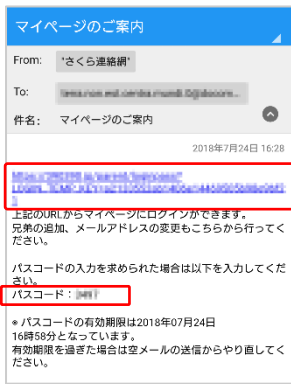 マイページのご案内
From: "さくら連絡網"
To:
件名: マイページのご案内
2018年7月24日 16:28
上記のURLからマイページにログインができます。
兄弟の追加、メールアドレスの変更もこちらから行ってく
ださい。
パスコードの入力を求められた場合は以下を入力してくだ
さい。
パスコード:
※パスコードの有効期限は2018年07月24日
16時58分となっています。
有効期限を過ぎた場合は空メールの送信からやり直してく
ださい。